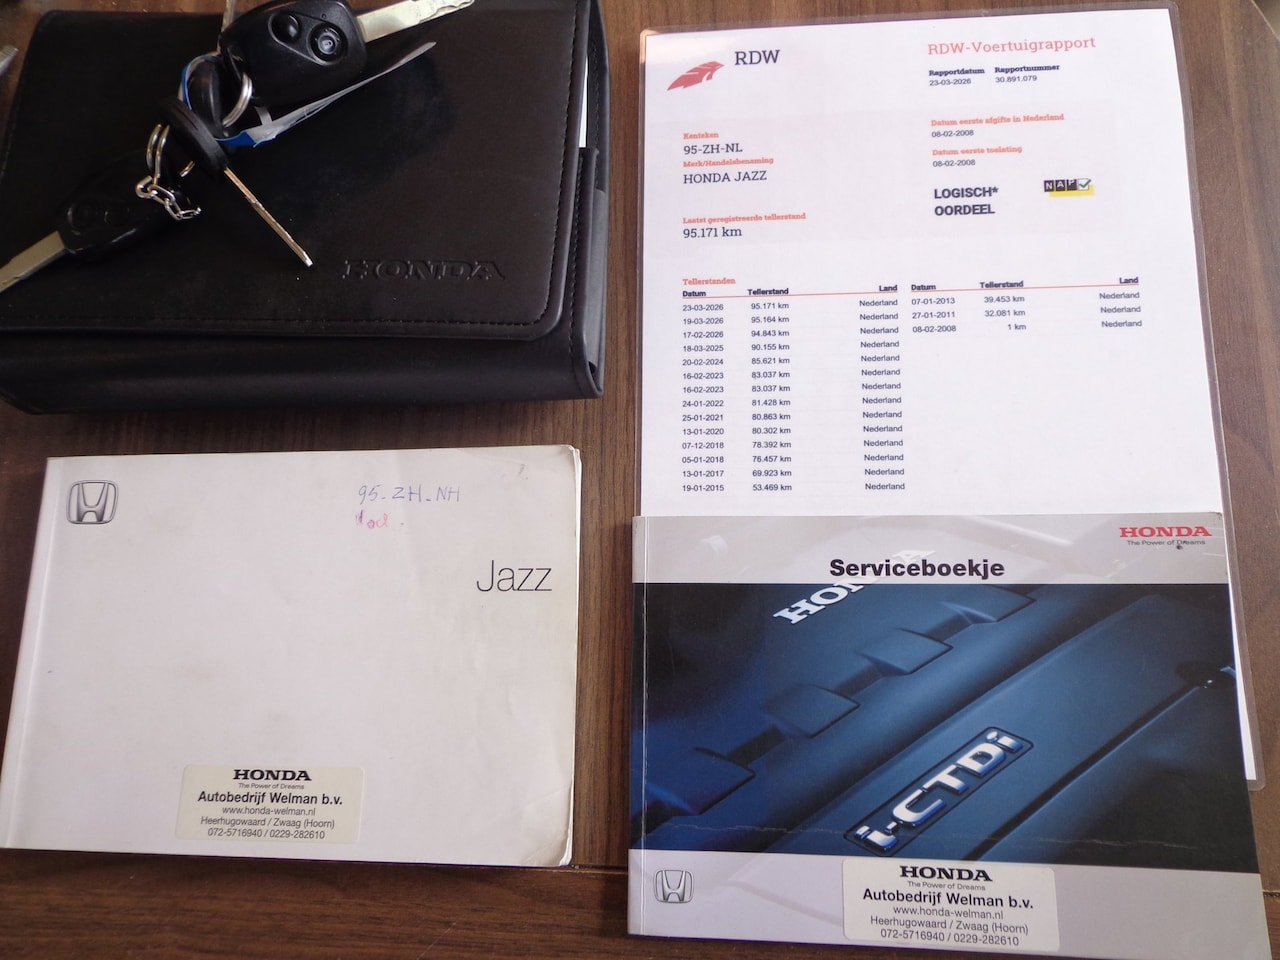 HONDA
RDW
RDW-Voertuigrapport
Rapportdatum Rapportnummer
23-03-2026 30.891.079
Kenteken
95-ZH-NL
Merk/Handelsbenaming
HONDA JAZZ
Datum eerste afgifte in Nederland
08-02-2008
Datum eerste toelating
08-02-2008
LOGISCH*
OORDEEL
NAP
Laatst geregistreerde tellerstand
95.171 km
Tellerstanden
Datum Tellerstand Land Datum Tellerstand Land
23-03-2026 95.171 km Nederland 07-01-2013 39.453 km Nederland
19-03-2026 95.164 km Nederland 27-01-2011 32.081 km Nederland
17-02-2026 94.843 km Nederland 08-02-2008 1 km Nederland
18-03-2025 90.155 km Nederland
20-02-2024 85.621 km Nederland
16-02-2023 83.037 km Nederland
16-02-2023 83.037 km Nederland
24-01-2022 81.428 km Nederland
25-01-2021 80.863 km Nederland
13-01-2020 80.302 km Nederland
07-12-2018 78.392 km Nederland
05-01-2018 76.457 km Nederland
13-01-2017 69.923 km Nederland
19-01-2015 53.469 km Nederland
95-ZH-NH
Jazz
HONDA
The Power of Dreams
Autobedrijf Welman b.v.
www.honda-welman.nl
Heerhugowaard / Zwaag (Hoorn)
072-5716940 / 0229-282610
HONDA
The Power of Dreams
Serviceboekje
HONDA
i-CTDi
HONDA
The Power of Dreams
Autobedrijf Welman b.v.
www.honda-welman.nl
Heerhugowaard / Zwaag (Hoorn)
072-5716940 / 0229-282610